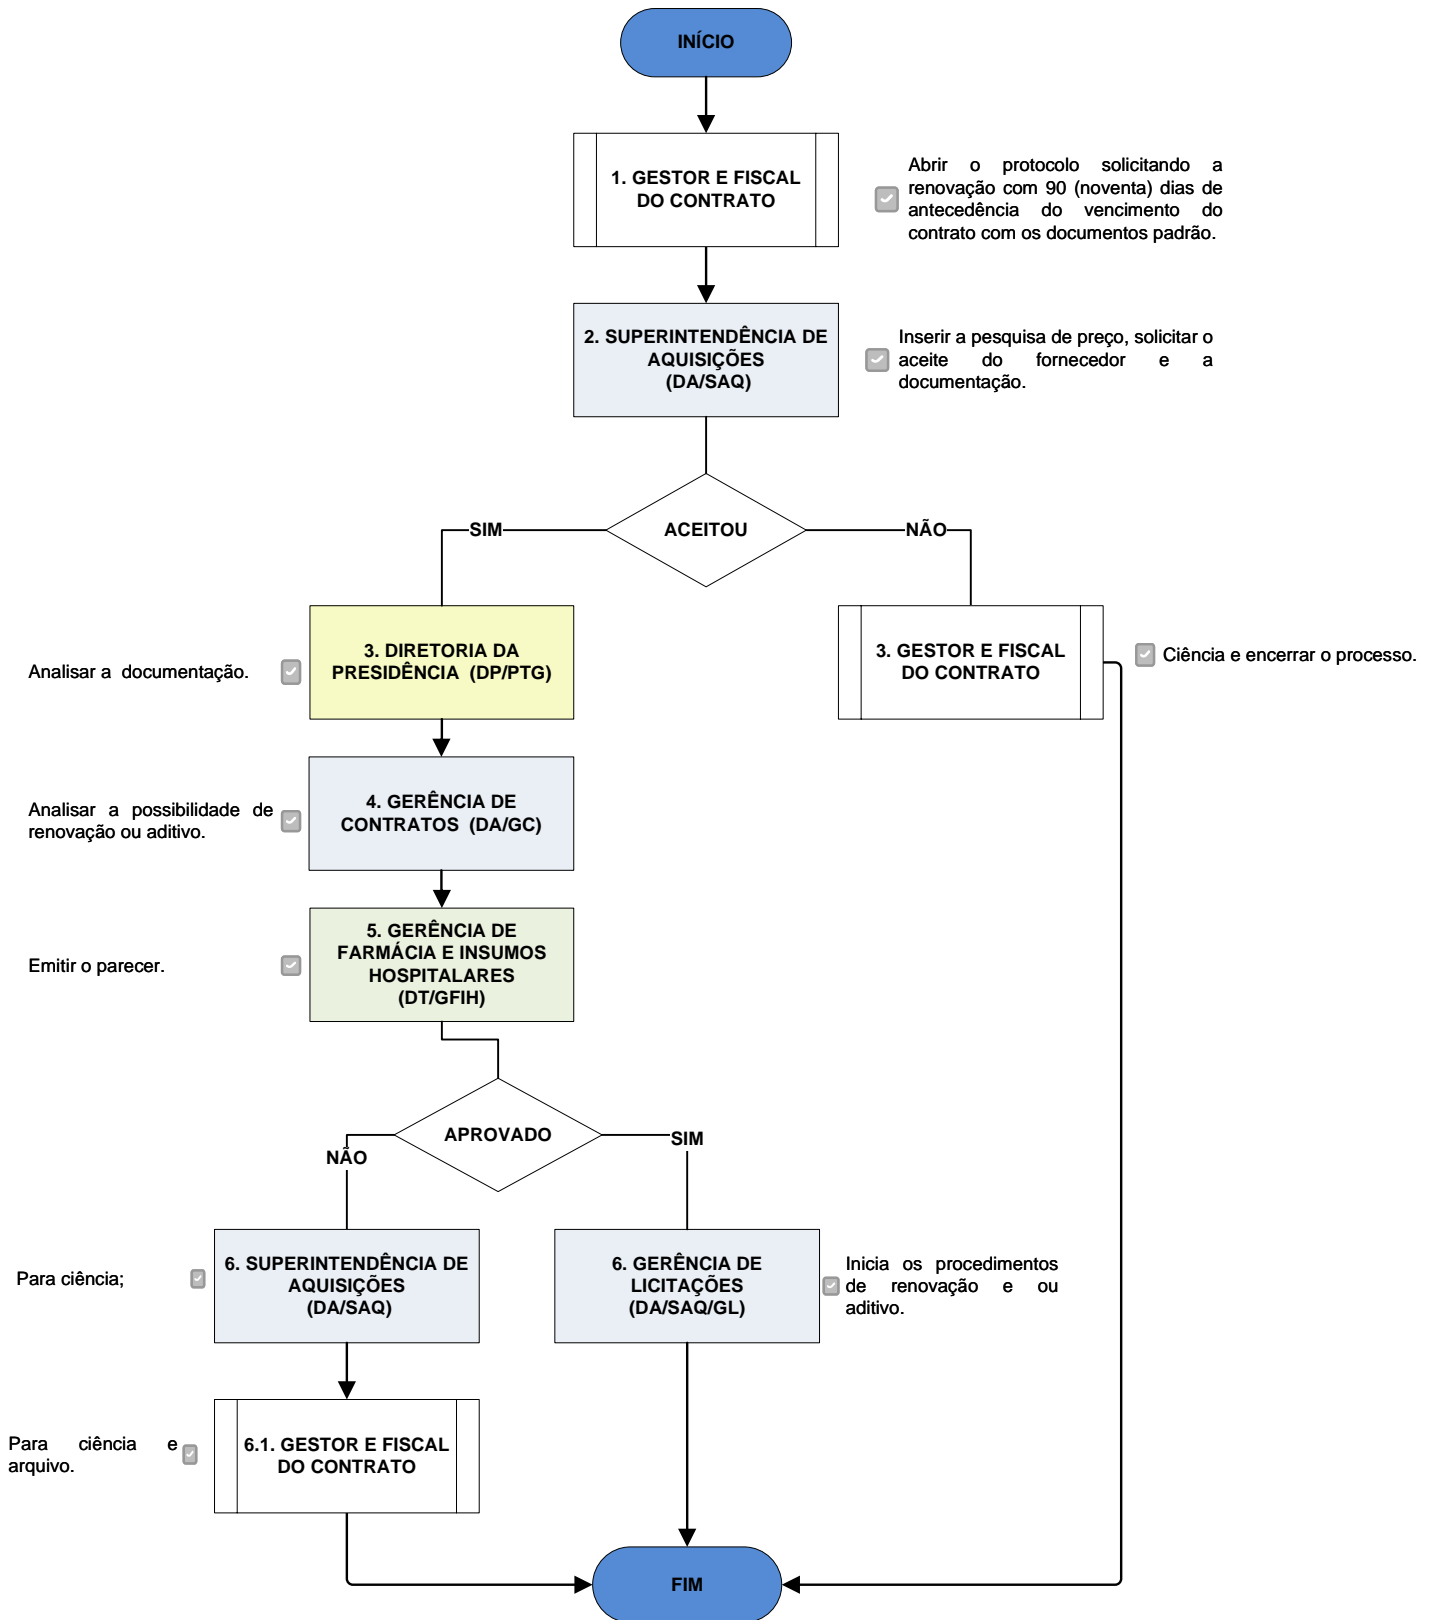 INÍCIO
1. GESTOR E FISCAL
DO CONTRATO
Abrir o protocolo solicitando a
renovação com 90 (noventa) dias de
antecedência do vencimento do
contrato com os documentos padrão.
2. SUPERINTENDÊNCIA DE
AQUISIÇÕES
(DA/SAQ)
Inserir a pesquisa de preço, solicitar o
aceite do fornecedor e a
documentação.
SIM
ACEITOU
NÃO
Analisar a documentação.
3. DIRETORIA DA
PRESIDÊNCIA (DP/PTG)
3. GESTOR E FISCAL
DO CONTRATO
Ciência e encerrar o processo.
Analisar a possibilidade de
renovação ou aditivo.
4. GERÊNCIA DE
CONTRATOS (DA/GC)
Emitir o parecer.
5. GERÊNCIA DE
FARMÁCIA E INSUMOS
HOSPITALARES
(DT/GFIH)
NÃO
APROVADO
SIM
Para ciência;
6. SUPERINTENDÊNCIA DE
AQUISIÇÕES
(DA/SAQ)
6. GERÊNCIA DE
LICITAÇÕES
(DA/SAQ/GL)
Inicia os procedimentos
de renovação e ou
aditivo.
Para ciência e
arquivo.
6.1. GESTOR E FISCAL
DO CONTRATO
FIM